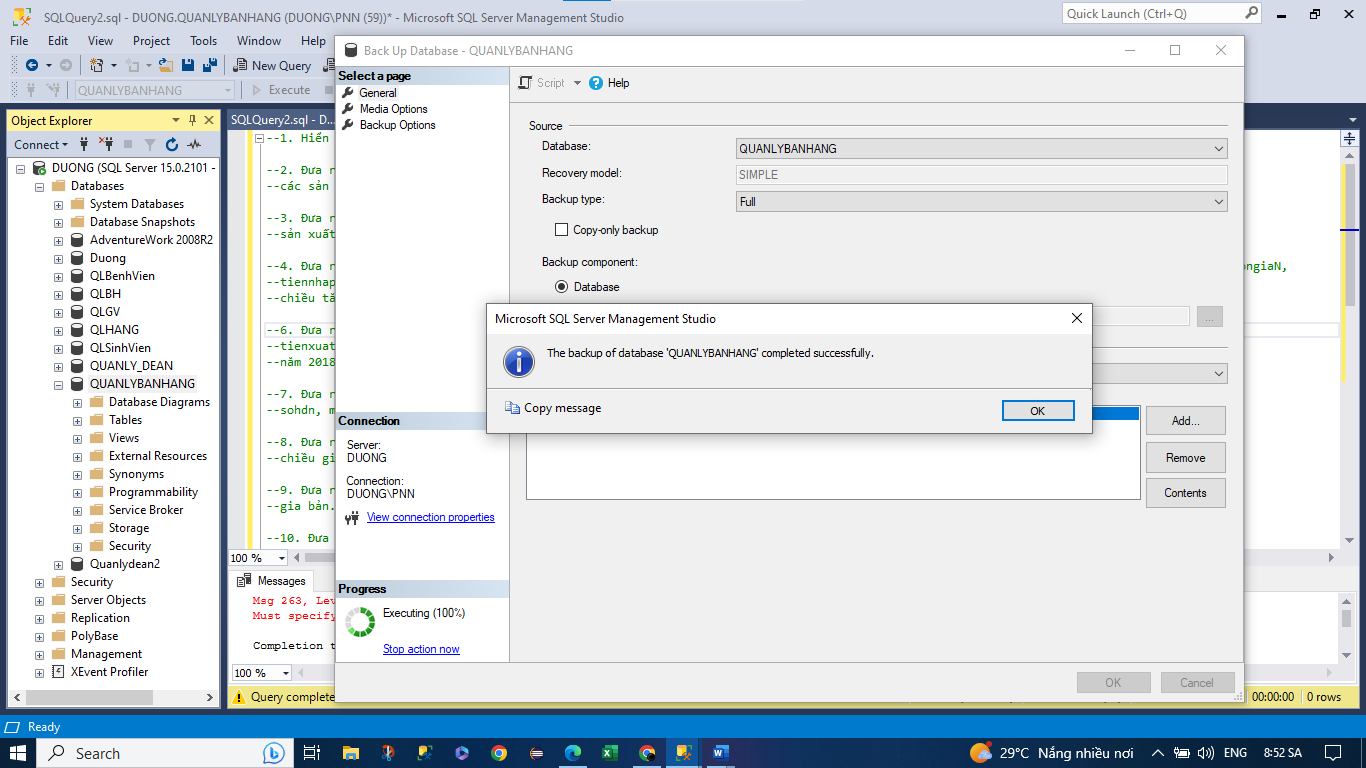 SQLQuery2.sql - DUONG.QUANLYBANHANG (DUONG\PNN (59))* - Microsoft SQL Server Management Studio
Quick Launch (Ctrl+Q)
File Edit View Project Tools Window Help
New Query
QUANLYBANHANG
Execute
Object Explorer
Connect
DUONG (SQL Server 15.0.2101 -
Databases
System Databases
Database Snapshots
AdventureWork 2008R2
Duong
QLBenhVien
QLBH
QLGV
QLHANG
QLSinhVien
QUANLY_DEAN
QUANLYBANHANG
Database Diagrams
Tables
Views
External Resources
Synonyms
Programmability
Service Broker
Storage
Security
Quanlydean2
Security
Server Objects
Replication
PolyBase
Management
XEvent Profiler
SQLQuery2.sql - D...
--1. Hiển
--2. Đưa r
--các sản
--3. Đưa r
--sản xuất
--4. Đưa r
ongiaN,
--tiennhap
--chiều tă
--6. Đưa r
--tienxuat
--năm 2018
--7. Đưa r
--sohdn, m
--8. Đưa r
--chiều gi
--9. Đưa r
--gia bán.
--10. Đưa
100 %
Messages
Msg 263, Lev
Must specify
Completion t
100 %
Query complete
00:00:00
0 rows
Back Up Database - QUANLYBANHANG
Select a page
General
Media Options
Backup Options
Script
Help
Source
Database:
QUANLYBANHANG
Recovery model:
SIMPLE
Backup type:
Full
Copy-only backup
Backup component:
Database
...
Microsoft SQL Server Management Studio
The backup of database 'QUANLYBANHANG' completed successfully.
Copy message
OK
Add...
Remove
Contents
Connection
Server:
DUONG
Connection:
DUONG\PNN
View connection properties
Progress
Executing (100%)
Stop action now
OK
Cancel
Ready
Search
29°C Nắng nhiều nơi
ENG
8:52 SA